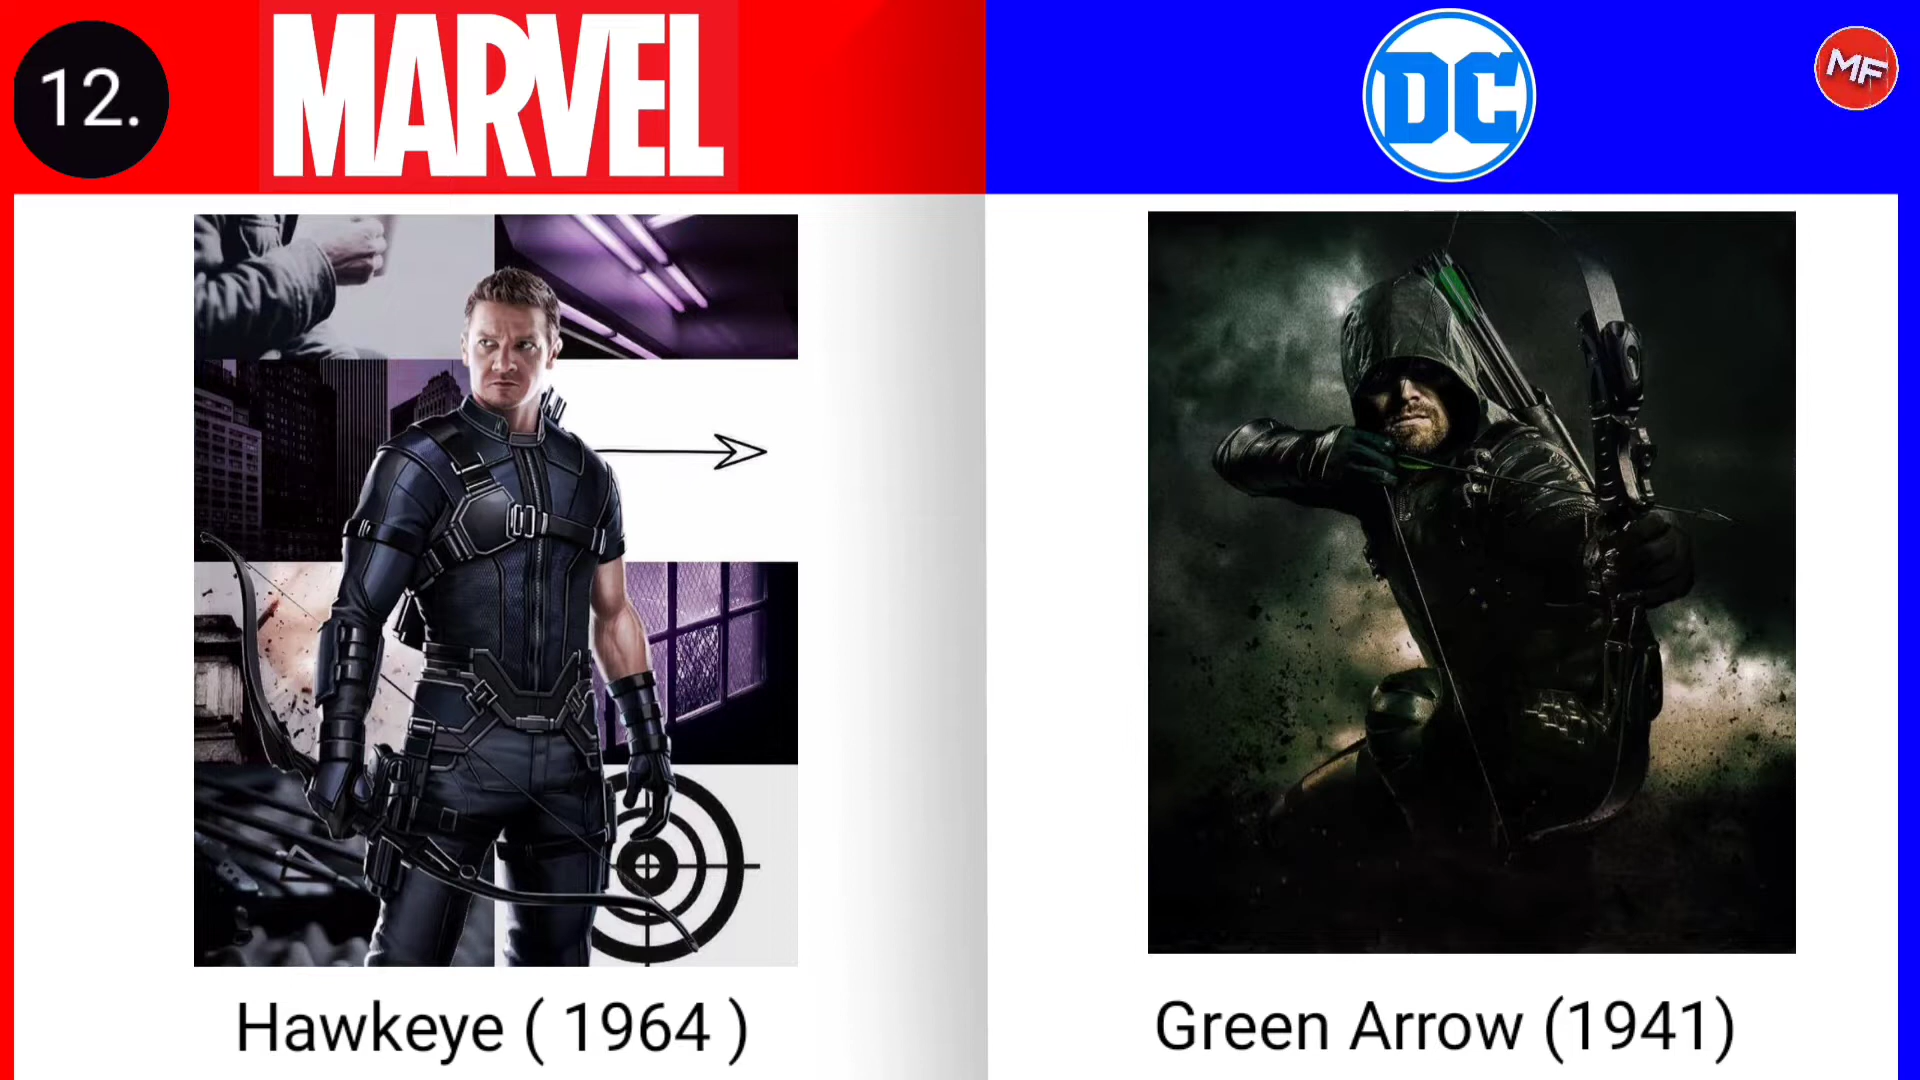 12.
MARVEL
DC
MF
Hawkeye ( 1964 )
Green Arrow (1941)